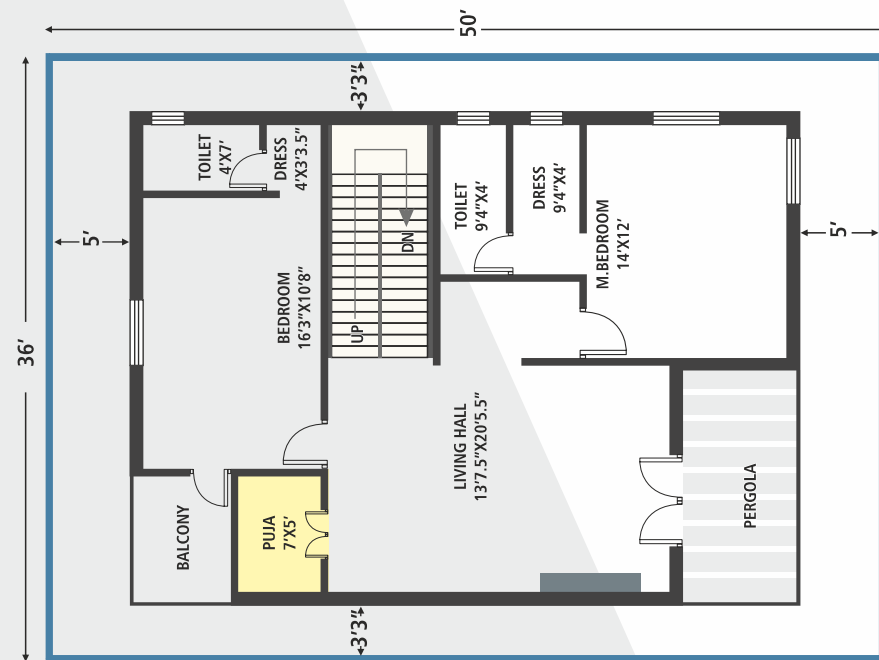 50'
3'3"
TOILET
4'X7'
DRESS
4'X3'3.5"
TOILET
9'4"X4'
DRESS
9'4"X4'
M.BEDROOM
14'X12'
5'
5'
DN
UP
BEDROOM
16'3"X10'8"
36'
LIVING HALL
13'7.5"X20'5.5"
PERGOLA
BALCONY
PUJA
7'X5'
3'3"